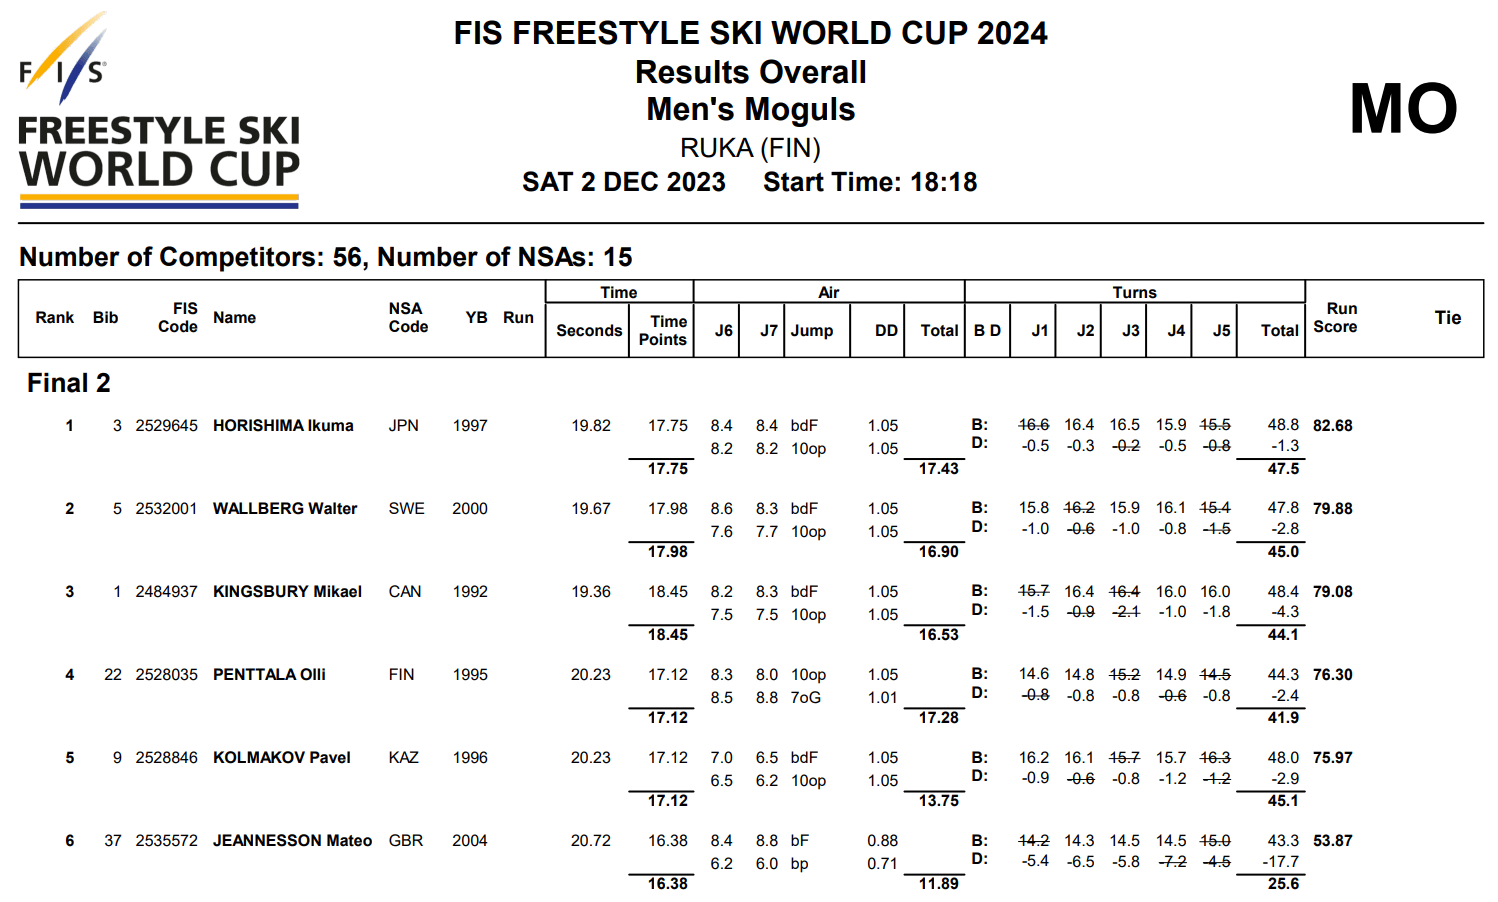 FIS®
FREESTYLE SKI
WORLD CUP
FIS FREESTYLE SKI WORLD CUP 2024
Results Overall
Men's Moguls
RUKA (FIN)
SAT 2 DEC 2023 Start Time: 18:18
MO
Number of Competitors: 56, Number of NSAs: 15
Rank Bib FIS Code Name NSA Code YB Run Time Seconds Time Points Air J6 J7 Jump DD Total Turns B D J1 J2 J3 J4 J5 Total Run Score Tie
Final 2
1 3 2529645 HORISHIMA Ikuma JPN 1997 19.82 17.75 8.4 8.4 bdF 1.05 B: 16.6 16.4 16.5 15.9 15.5 48.8 82.68
8.2 8.2 10op 1.05 D: -0.5 -0.3 -0.2 -0.5 -0.8 -1.3
17.75 17.43 47.5
2 5 2532001 WALLBERG Walter SWE 2000 19.67 17.98 8.6 8.3 bdF 1.05 B: 15.8 16.2 15.9 16.1 15.4 47.8 79.88
7.6 7.7 10op 1.05 D: -1.0 -0.6 -1.0 -0.8 -1.5 -2.8
17.98 16.90 45.0
3 1 2484937 KINGSBURY Mikael CAN 1992 19.36 18.45 8.2 8.3 bdF 1.05 B: 15.7 16.4 16.4 16.0 16.0 48.4 79.08
7.5 7.5 10op 1.05 D: -1.5 -0.9 -2.1 -1.0 -1.8 -4.3
18.45 16.53 44.1
4 22 2528035 PENTTALA Olli FIN 1995 20.23 17.12 8.3 8.0 10op 1.05 B: 14.6 14.8 15.2 14.9 14.5 44.3 76.30
8.5 8.8 7oG 1.01 D: -0.8 -0.8 -0.8 -0.6 -0.8 -2.4
17.12 17.28 41.9
5 9 2528846 KOLMAKOV Pavel KAZ 1996 20.23 17.12 7.0 6.5 bdF 1.05 B: 16.2 16.1 15.7 15.7 16.3 48.0 75.97
6.5 6.2 10op 1.05 D: -0.9 -0.6 -0.8 -1.2 -1.2 -2.9
17.12 13.75 45.1
6 37 2535572 JEANNESSON Mateo GBR 2004 20.72 16.38 8.4 8.8 bF 0.88 B: 14.2 14.3 14.5 14.5 15.0 43.3 53.87
6.2 6.0 bp 0.71 D: -5.4 -6.5 -5.8 -7.2 -4.5 -17.7
16.38 11.89 25.6